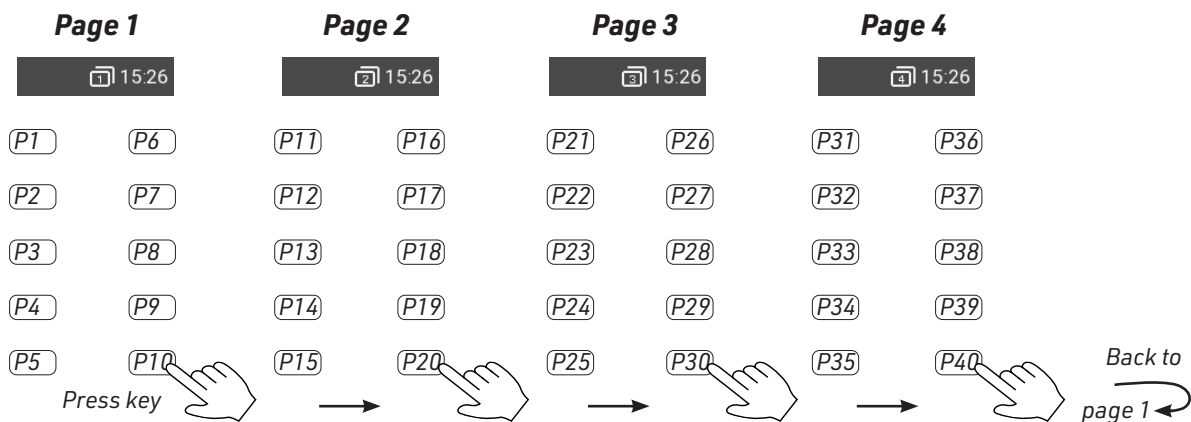 Page 1 Page 2 Page 3 Page 4
1 15:26 2 15:26 3 15:26 4 15:26
P1 P6 P11 P16 P21 P26 P31 P36
P2 P7 P12 P17 P22 P27 P32 P37
P3 P8 P13 P18 P23 P28 P33 P38
P4 P9 P14 P19 P24 P29 P34 P39
P5 P10 P15 P20 P25 P30 P35 P40
Press key
Back to
page 1